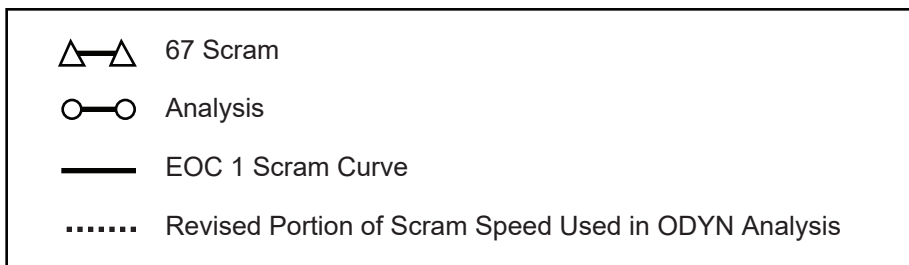 67 Scram
Analysis
EOC 1 Scram Curve
Revised Portion of Scram Speed Used in ODYN Analysis